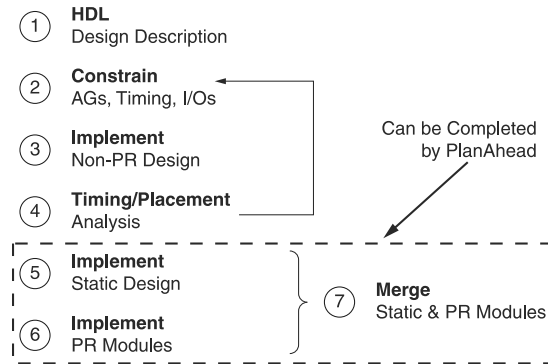 1 HDL
Design Description
2 Constrain
AGs, Timing, I/Os
3 Implement
Non-PR Design
Can be Completed
by PlanAhead
4 Timing/Placement
Analysis
5 Implement
Static Design
7 Merge
Static & PR Modules
6 Implement
PR Modules